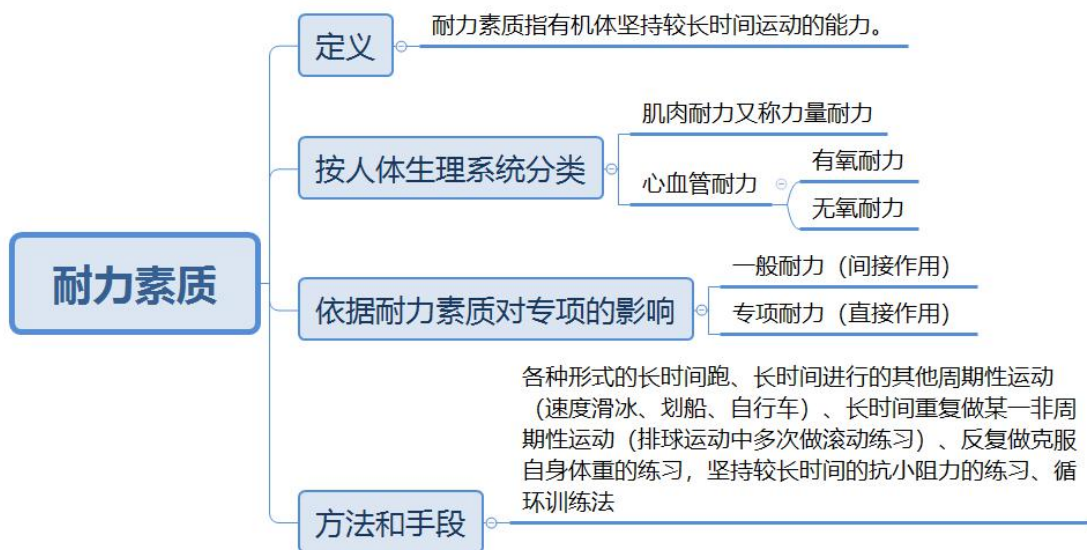 耐力素质
定义
耐力素质指有机体坚持较长时间运动的能力。
按人体生理系统分类
肌肉耐力又称力量耐力
心血管耐力
有氧耐力
无氧耐力
依据耐力素质对专项的影响
一般耐力（间接作用）
专项耐力（直接作用）
方法和手段
各种形式的长时间跑、长时间进行的其他周期性运动
（速度滑冰、划船、自行车）、长时间重复做某一非周
期性运动（排球运动中多次做滚动练习）、反复做克服
自身体重的练习，坚持较长时间的抗小阻力的练习、循
环训练法